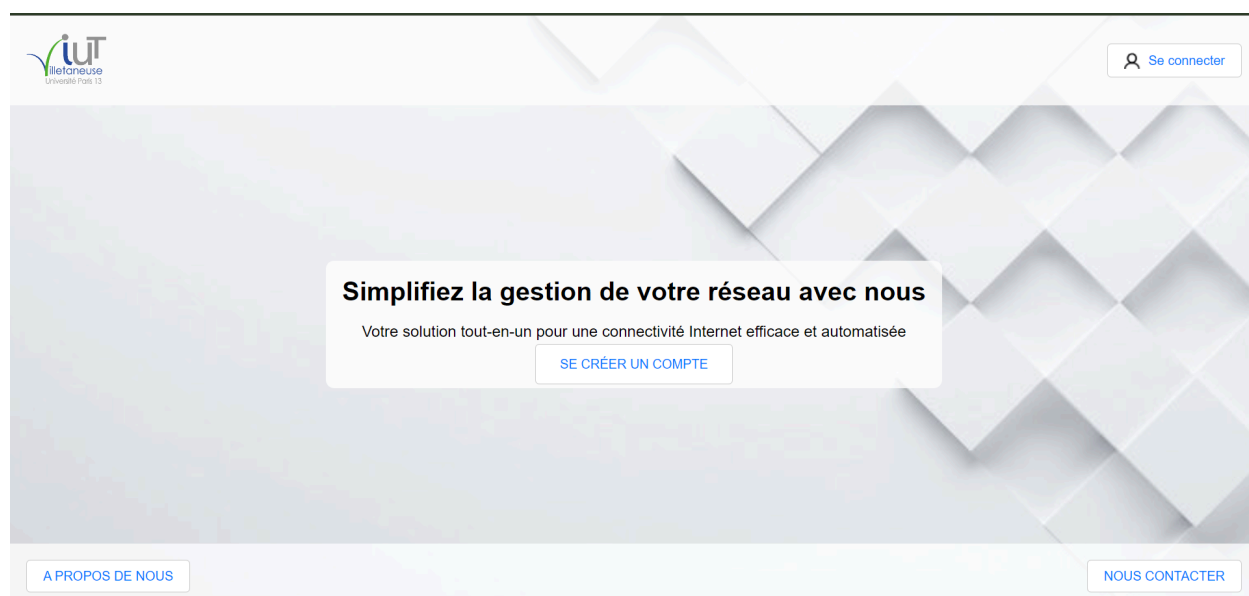 iUT
Villetaneuse
Université Paris 13
Se connecter
Simplifiez la gestion de votre réseau avec nous
Votre solution tout-en-un pour une connectivité Internet efficace et automatisée
SE CRÉER UN COMPTE
A PROPOS DE NOUS
NOUS CONTACTER